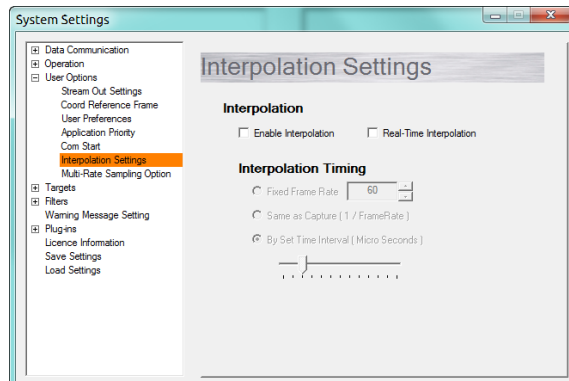 System Settings
Data Communication
Operation
User Options
Stream Out Settings
Coord Reference Frame
User Preferences
Application Priority
Com Start
Interpolation Settings
Multi-Rate Sampling Option
Targets
Filters
Warning Message Setting
Plug-ins
Licence Information
Save Settings
Load Settings
Interpolation Settings
Interpolation
Enable Interpolation
Real-Time Interpolation
Interpolation Timing
Fixed Frame Rate 60
Same as Capture ( 1 / FrameRate )
By Set Time Interval ( Micro Seconds )